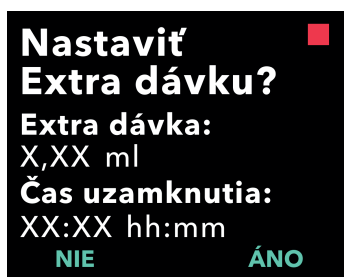 Nastaviť
Extra dávku?
Extra dávka:
X,XX ml
Čas uzamknutia:
XX:XX hh:mm
NIE ÁNO